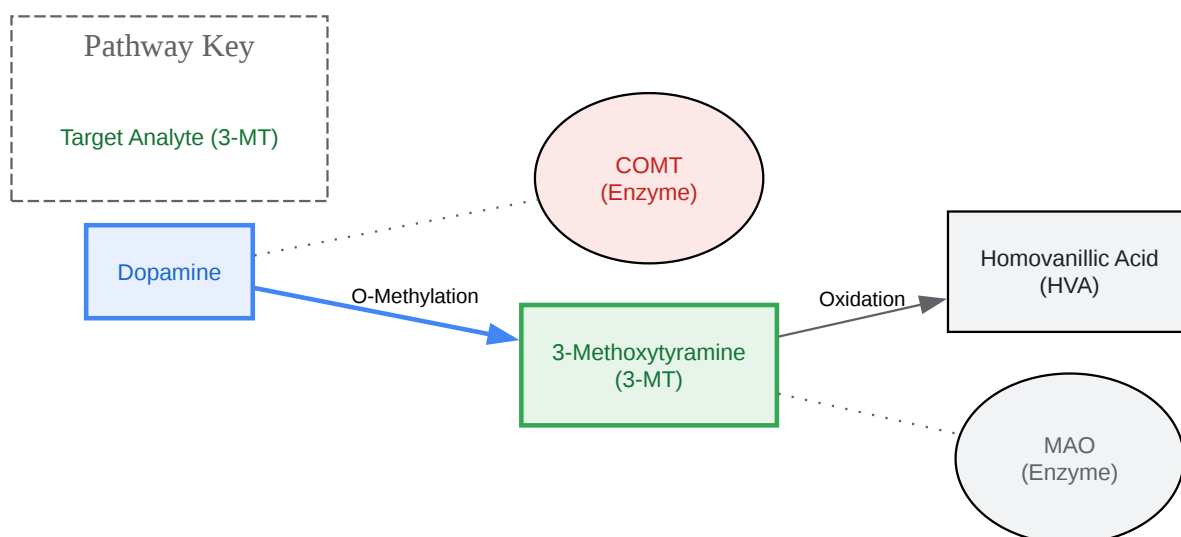 Pathway Key
Target Analyte (3-MT)
COMT
(Enzyme)
Dopamine
O-Methylation
3-Methoxytyramine
(3-MT)
Oxidation
Homovanillic Acid
(HVA)
MAO
(Enzyme)